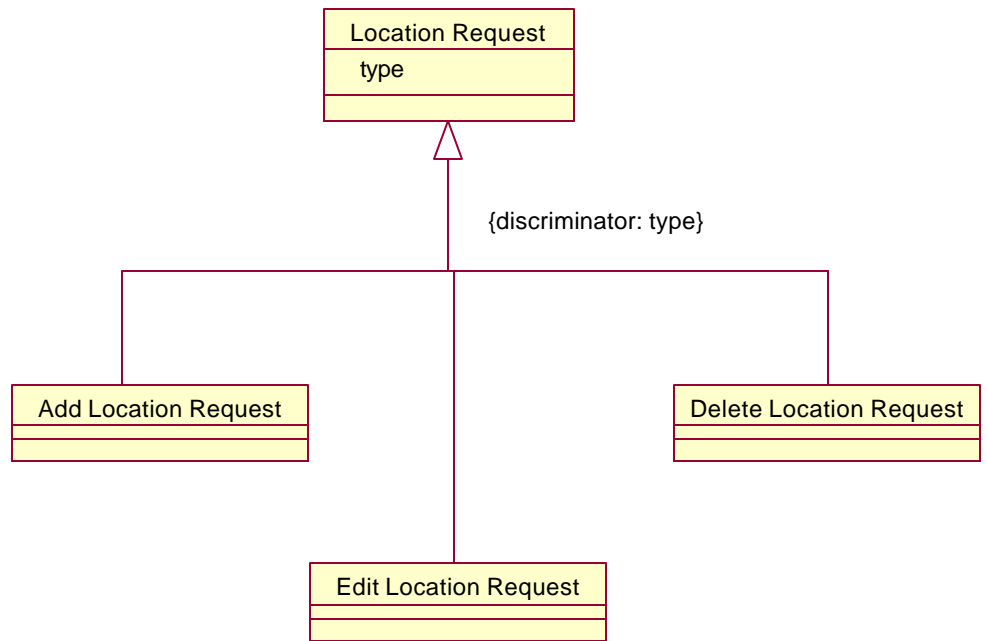 Location Request
type
{discriminator: type}
Add Location Request
Delete Location Request
Edit Location Request